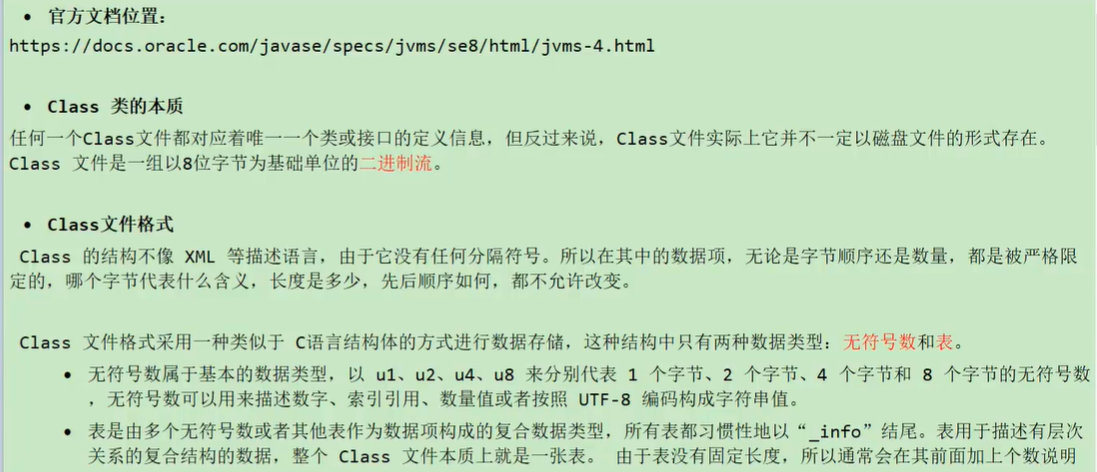 • 官方文档位置：
https://docs.oracle.com/javase/specs/jvms/se8/html/jvms-4.html
• Class 类的本质
任何一个Class文件都对应着唯一一个类或接口的定义信息，但反过来说，Class文件实际上它并不一定以磁盘文件的形式存在。
Class 文件是一组以8位字节为基础单位的二进制流。
• Class文件格式
Class 的结构不像 XML 等描述语言，由于它没有任何分隔符号。所以在其中的数据项，无论是字节顺序还是数量，都是被严格限
定的，哪个字节代表什么含义，长度是多少，先后顺序如何，都不允许改变。
Class 文件格式采用一种类似于 C语言结构体的方式进行数据存储，这种结构中只有两种数据类型：无符号数和表。
• 无符号数属于基本的数据类型，以 u1、u2、u4、u8 来分别代表 1 个字节、2 个字节、4 个字节和 8 个字节的无符号数
，无符号数可以用来描述数字、索引引用、数量值或者按照 UTF-8 编码构成字符串值。
• 表是由多个无符号数或者其他表作为数据项构成的复合数据类型，所有表都习惯性地以“_info”结尾。表用于描述有层次
关系的复合结构的数据，整个 Class 文件本质上就是一张表。 由于表没有固定长度，所以通常会在其前面加上个数说明